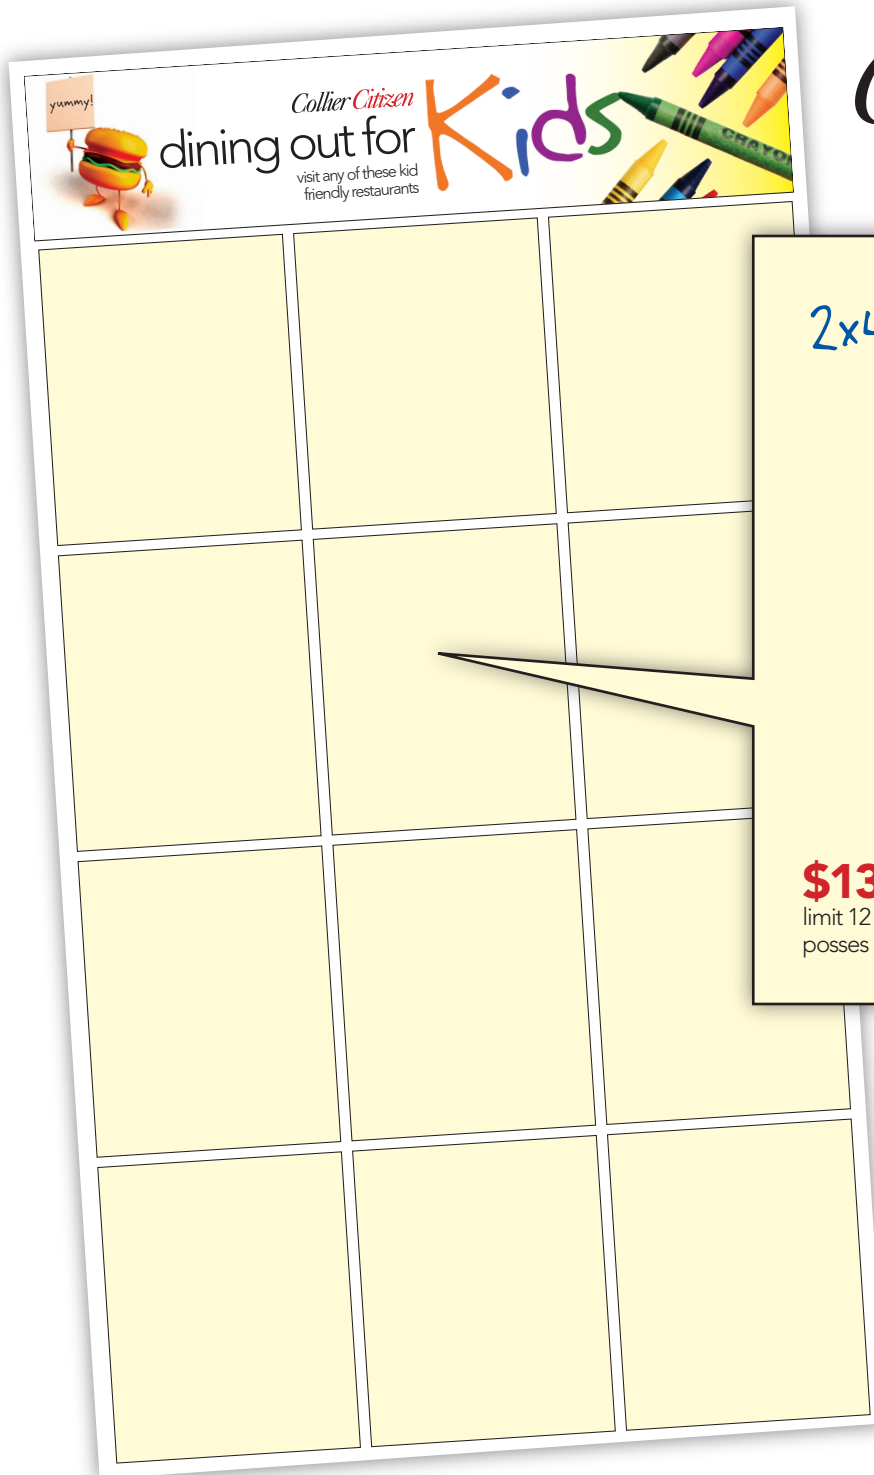 yummy!
Collier Citizen
dining out for Kids
visit any of these kid
friendly restaurants
CRAYO
2x4
$13
limit 12
posses